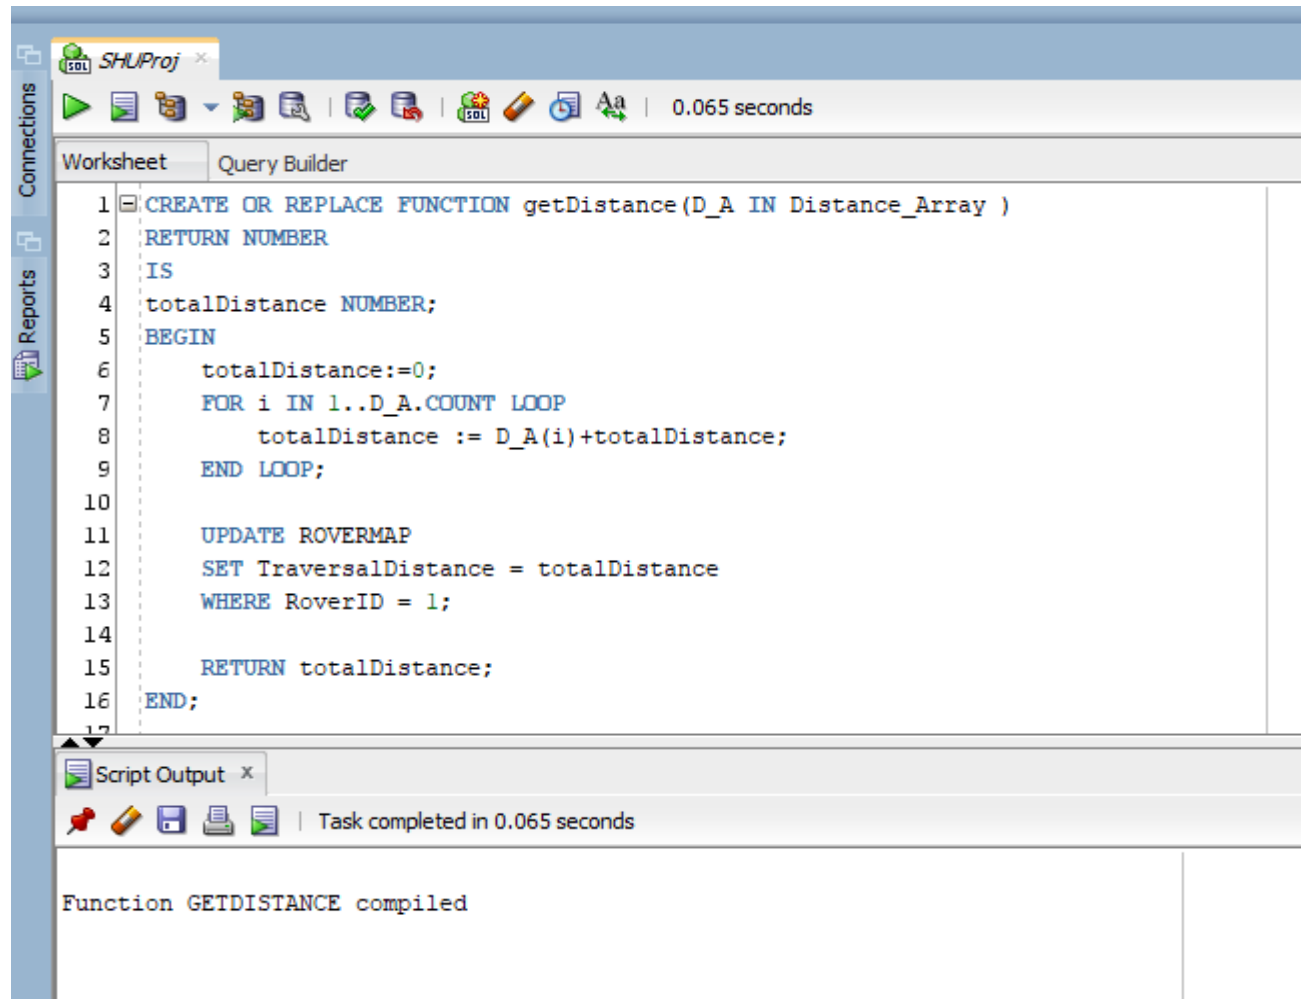 SHUProj
0.065 seconds
Connections
Reports
Worksheet
Query Builder
1 CREATE OR REPLACE FUNCTION getDistance(D_A IN Distance_Array )
2 RETURN NUMBER
3 IS
4 totalDistance NUMBER;
5 BEGIN
6 totalDistance:=0;
7 FOR i IN 1..D_A.COUNT LOOP
8 totalDistance := D_A(i)+totalDistance;
9 END LOOP;
10
11 UPDATE ROVERMAP
12 SET TraversalDistance = totalDistance
13 WHERE RoverID = 1;
14
15 RETURN totalDistance;
16 END;
17
Script Output x
Task completed in 0.065 seconds
Function GETDISTANCE compiled